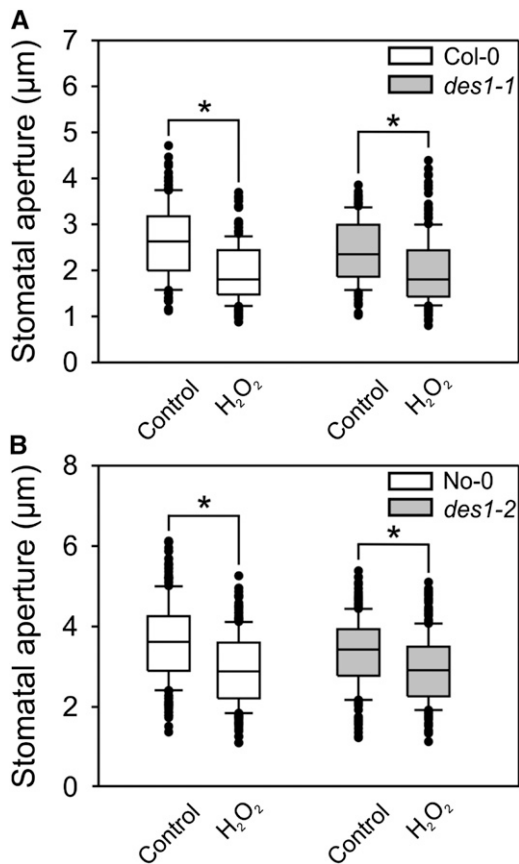 A
Stomatal aperture (µm)
7
6
5
4
3
2
1
0
Col-0
des1-1
*
*
Control
H₂O₂
Control
H₂O₂
B
Stomatal aperture (µm)
8
6
4
2
0
No-0
des1-2
*
*
Control
H₂O₂
Control
H₂O₂